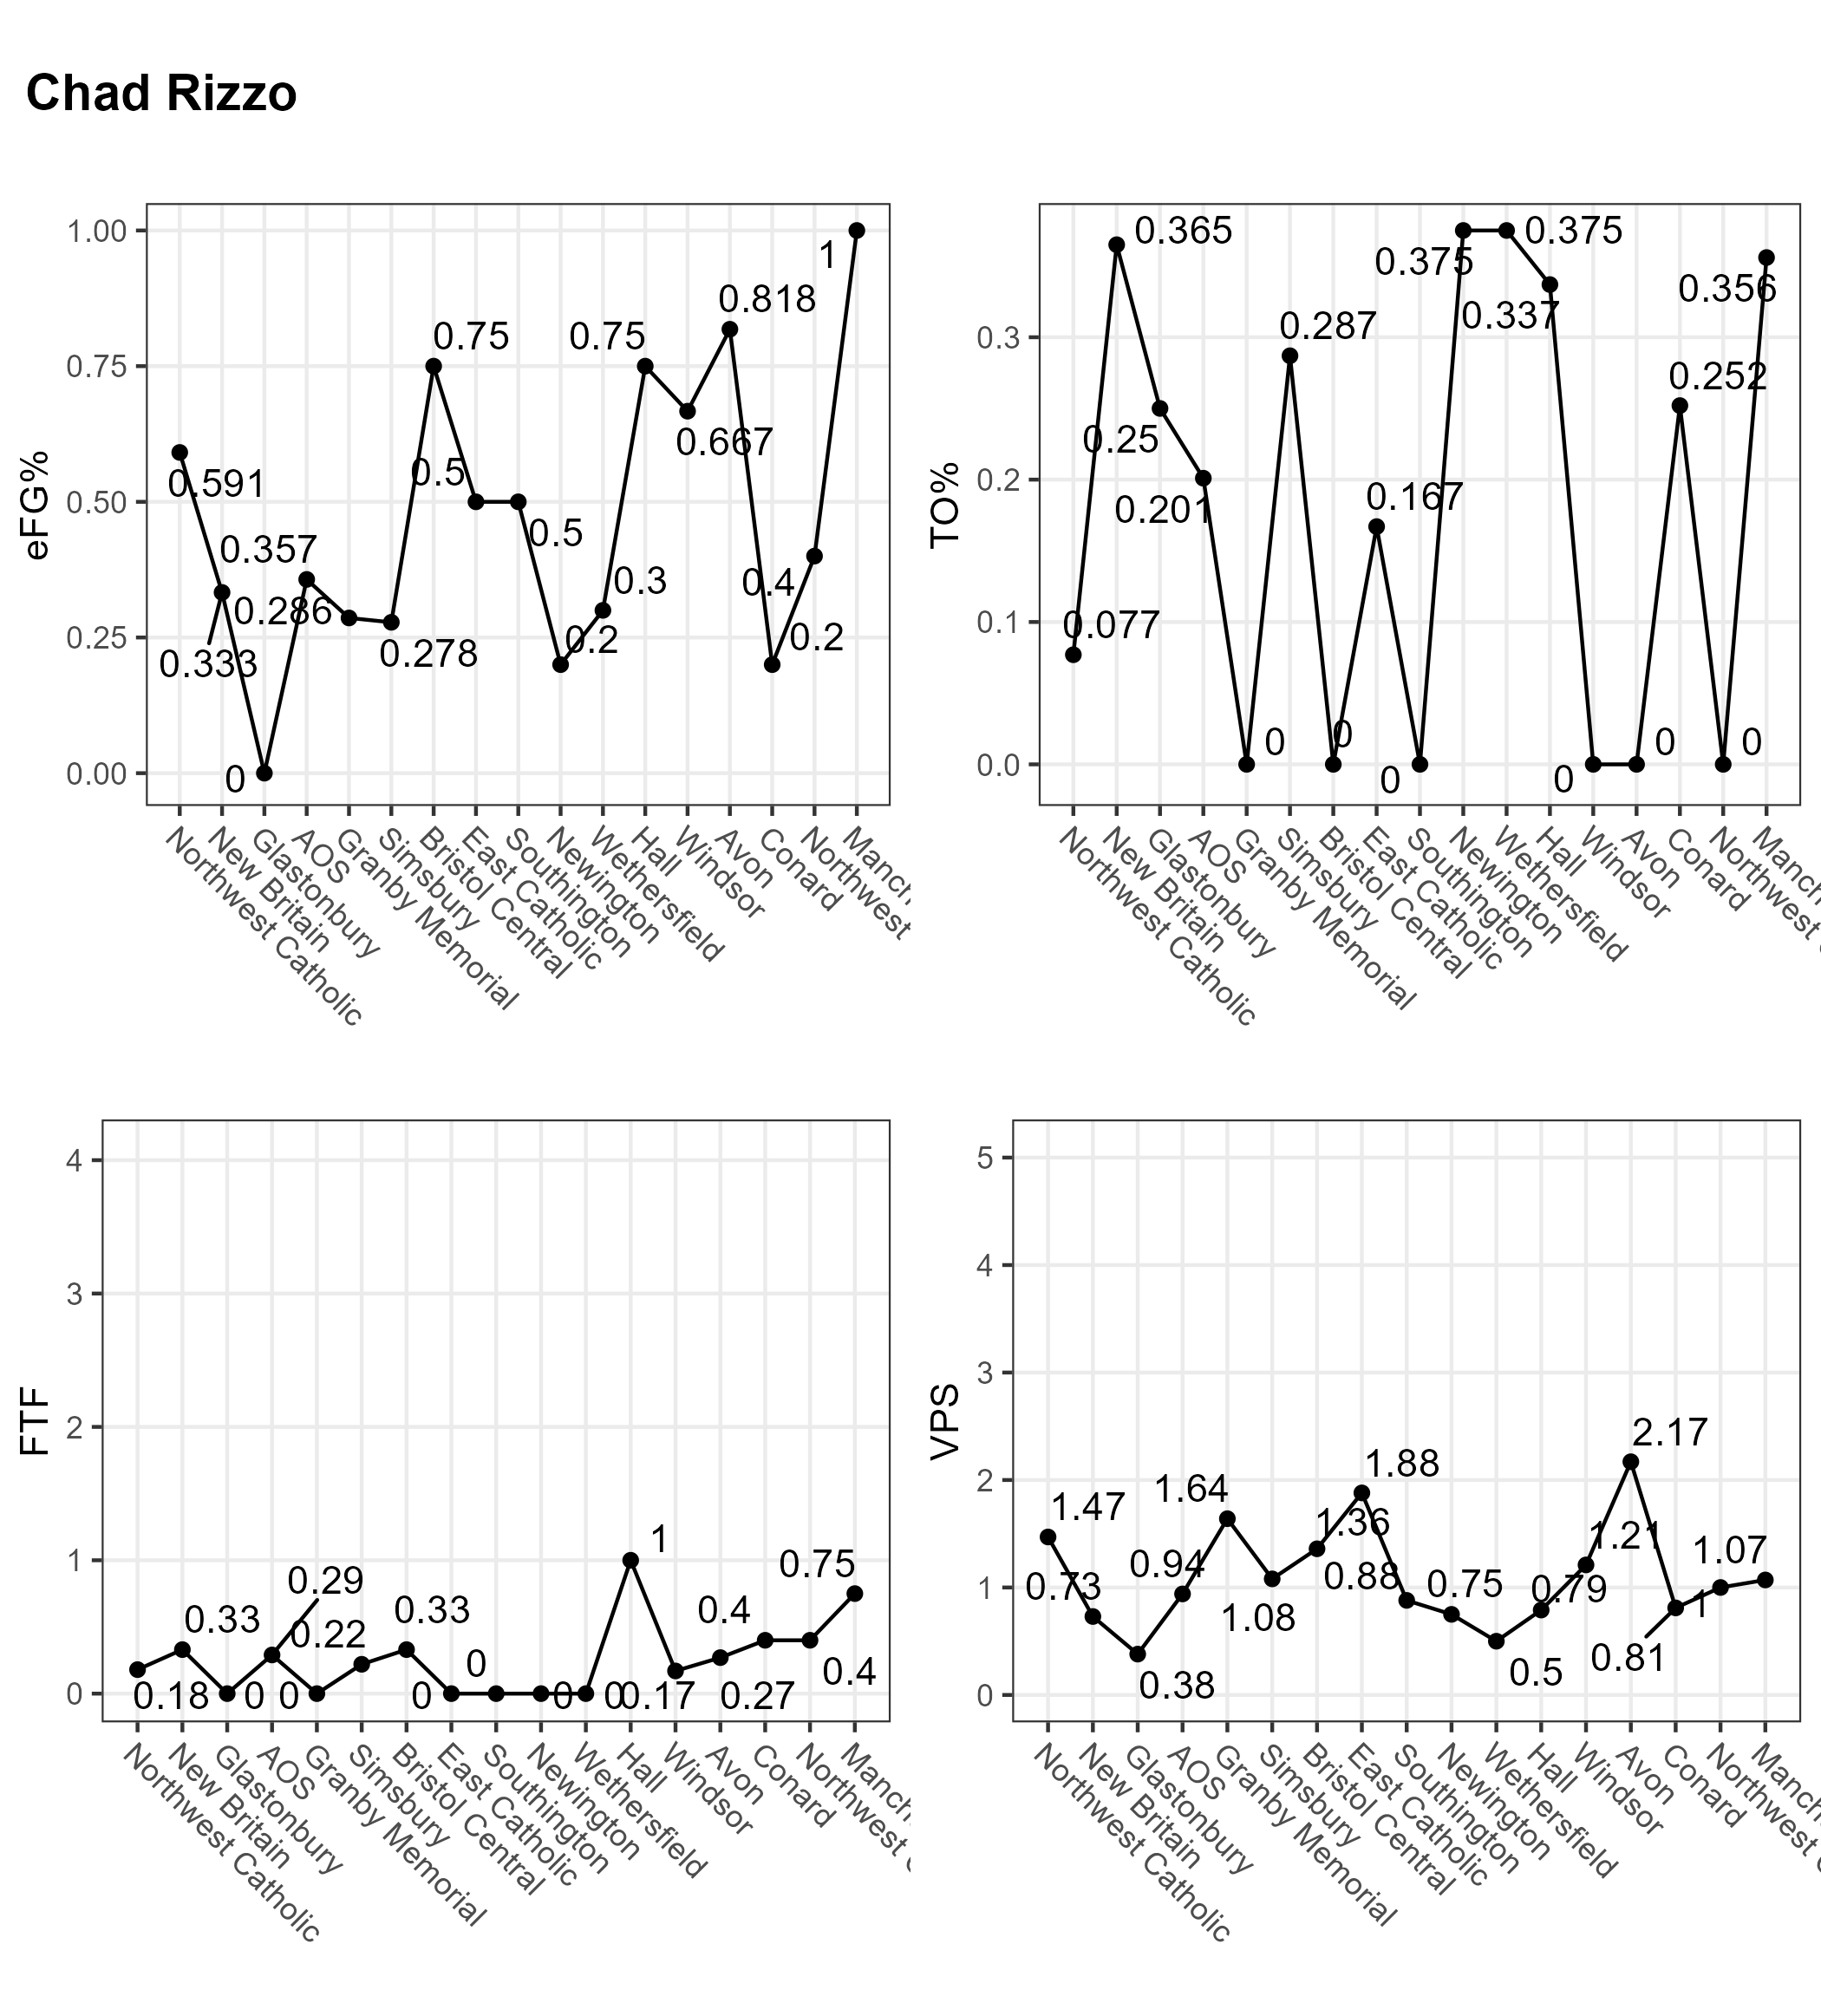 Chad Rizzo
eFG%
1.00
0.75
0.50
0.25
0.00
0.591
0.333
0
0.357
0.286
0.278
0.75
0.5
0.5
0.2
0.3
0.75
0.667
0.818
0.2
0.4
1
Northwest Catholic
New Britain
Glastonbury
AOS
Granby Memorial
Simsbury
Bristol Central
East Catholic
Southington
Newington
Wethersfield
Hall
Windsor
Avon
Conard
Northwest
Manch
TO%
0.3
0.2
0.1
0.0
0.077
0.365
0.25
0.201
0
0.287
0
0.167
0
0.375
0.375
0.337
0
0
0.252
0
0.356
Northwest Catholic
New Britain
Glastonbury
AOS
Granby Memorial
Simsbury
Bristol Central
East Catholic
Southington
Newington
Wethersfield
Hall
Windsor
Avon
Conard
Northwest
Manch
FTF
4
3
2
1
0
0.18
0.33
0
0.29
0
0.22
0.33
0
0
0
0
1
0.17
0.27
0.4
0.4
0.75
Northwest Catholic
New Britain
Glastonbury
AOS
Granby Memorial
Simsbury
Bristol Central
East Catholic
Southington
Newington
Wethersfield
Hall
Windsor
Avon
Conard
Northwest
Manch
VPS
5
4
3
2
1
0
1.47
0.73
0.38
0.94
1.64
1.08
1.36
1.88
0.88
0.75
0.5
0.79
1.21
2.17
0.81
1
1.07
Northwest Catholic
New Britain
Glastonbury
AOS
Granby Memorial
Simsbury
Bristol Central
East Catholic
Southington
Newington
Wethersfield
Hall
Windsor
Avon
Conard
Northwest
Manch